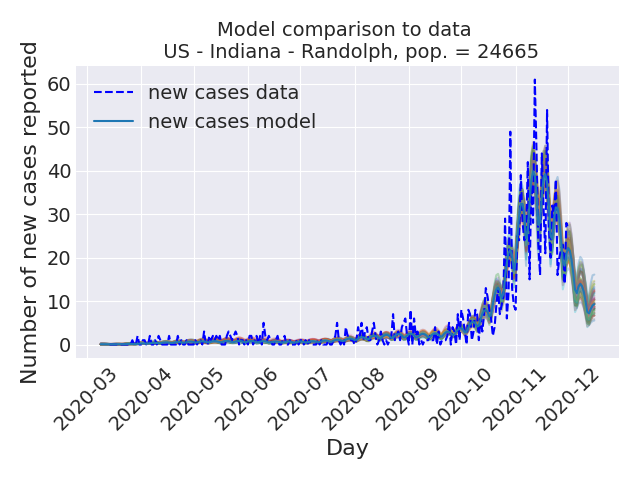 Model comparison to data
US - Indiana - Randolph, pop. = 24665
Number of new cases reported
60
50
40
30
20
10
0
new cases data
new cases model
2020-03
2020-04
2020-05
2020-06
2020-07
2020-08
2020-09
2020-10
2020-11
2020-12
Day